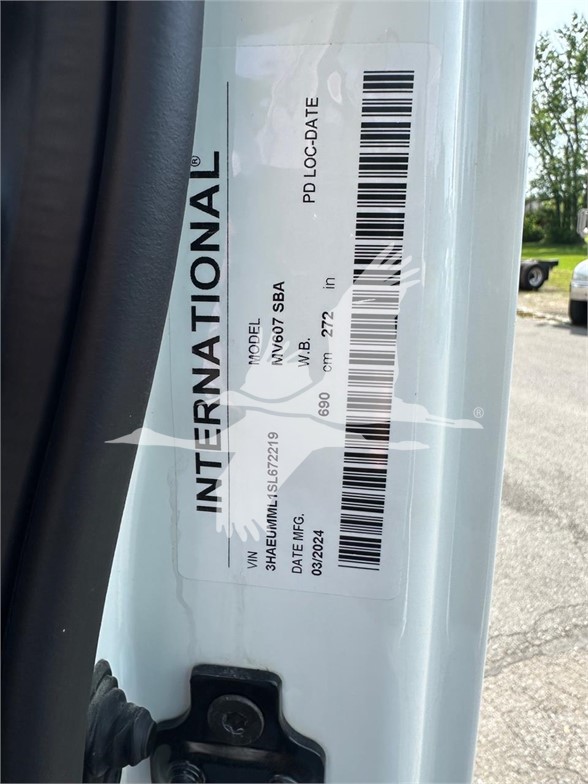 INTERNATIONAL®
VIN MODEL
3HAEUMML1SL672219 MV607 SBA
DATE MFG. W.B. PD LOC-DATE
03/2024 690 cm 272 in
®